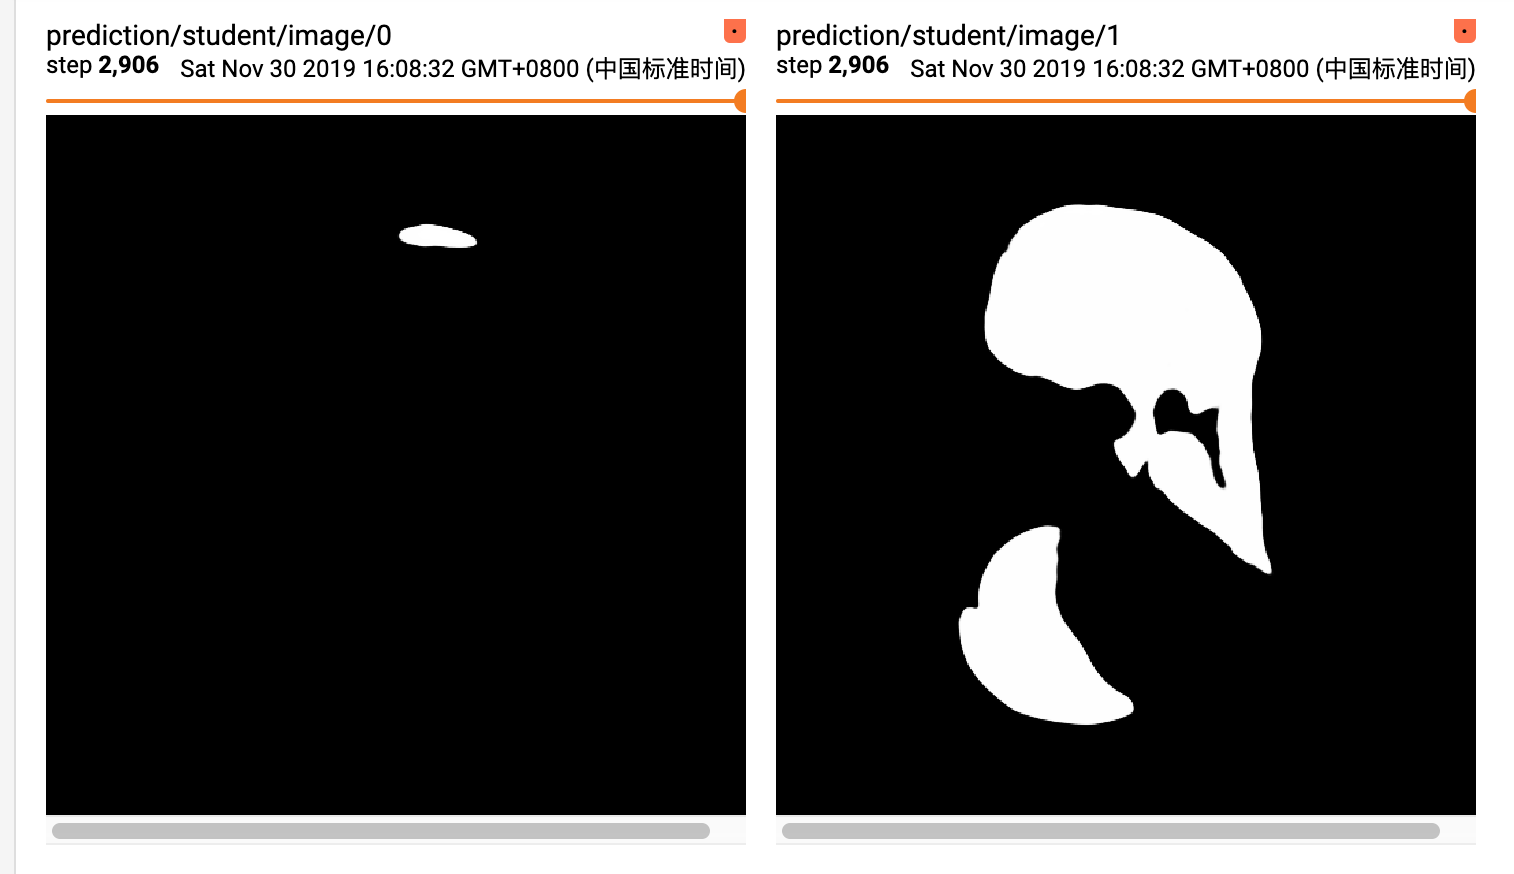 prediction/student/image/0
step 2,906 Sat Nov 30 2019 16:08:32 GMT+0800 (中国标准时间)
prediction/student/image/1
step 2,906 Sat Nov 30 2019 16:08:32 GMT+0800 (中国标准时间)